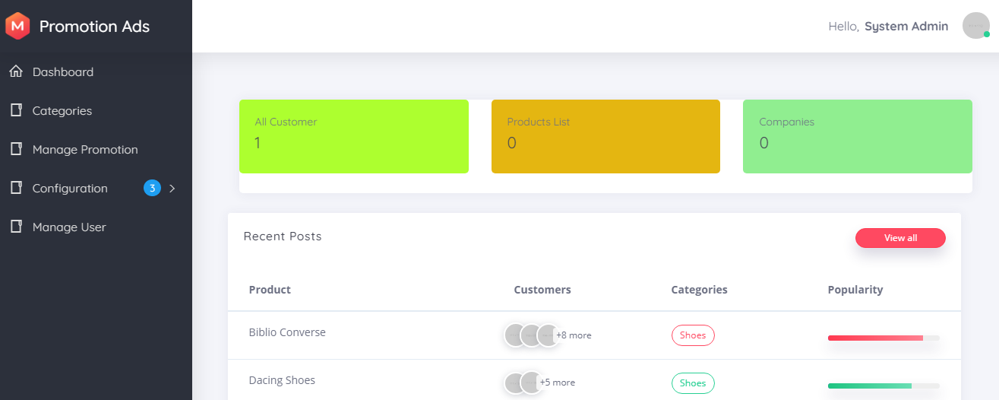 M Promotion Ads
Hello, System Admin
Dashboard
Categories
Manage Promotion
Configuration 3
Manage User
All Customer
1
Products List
0
Companies
0
Recent Posts
View all
Product Customers Categories Popularity
Biblio Converse +8 more Shoes
Dacing Shoes +5 more Shoes